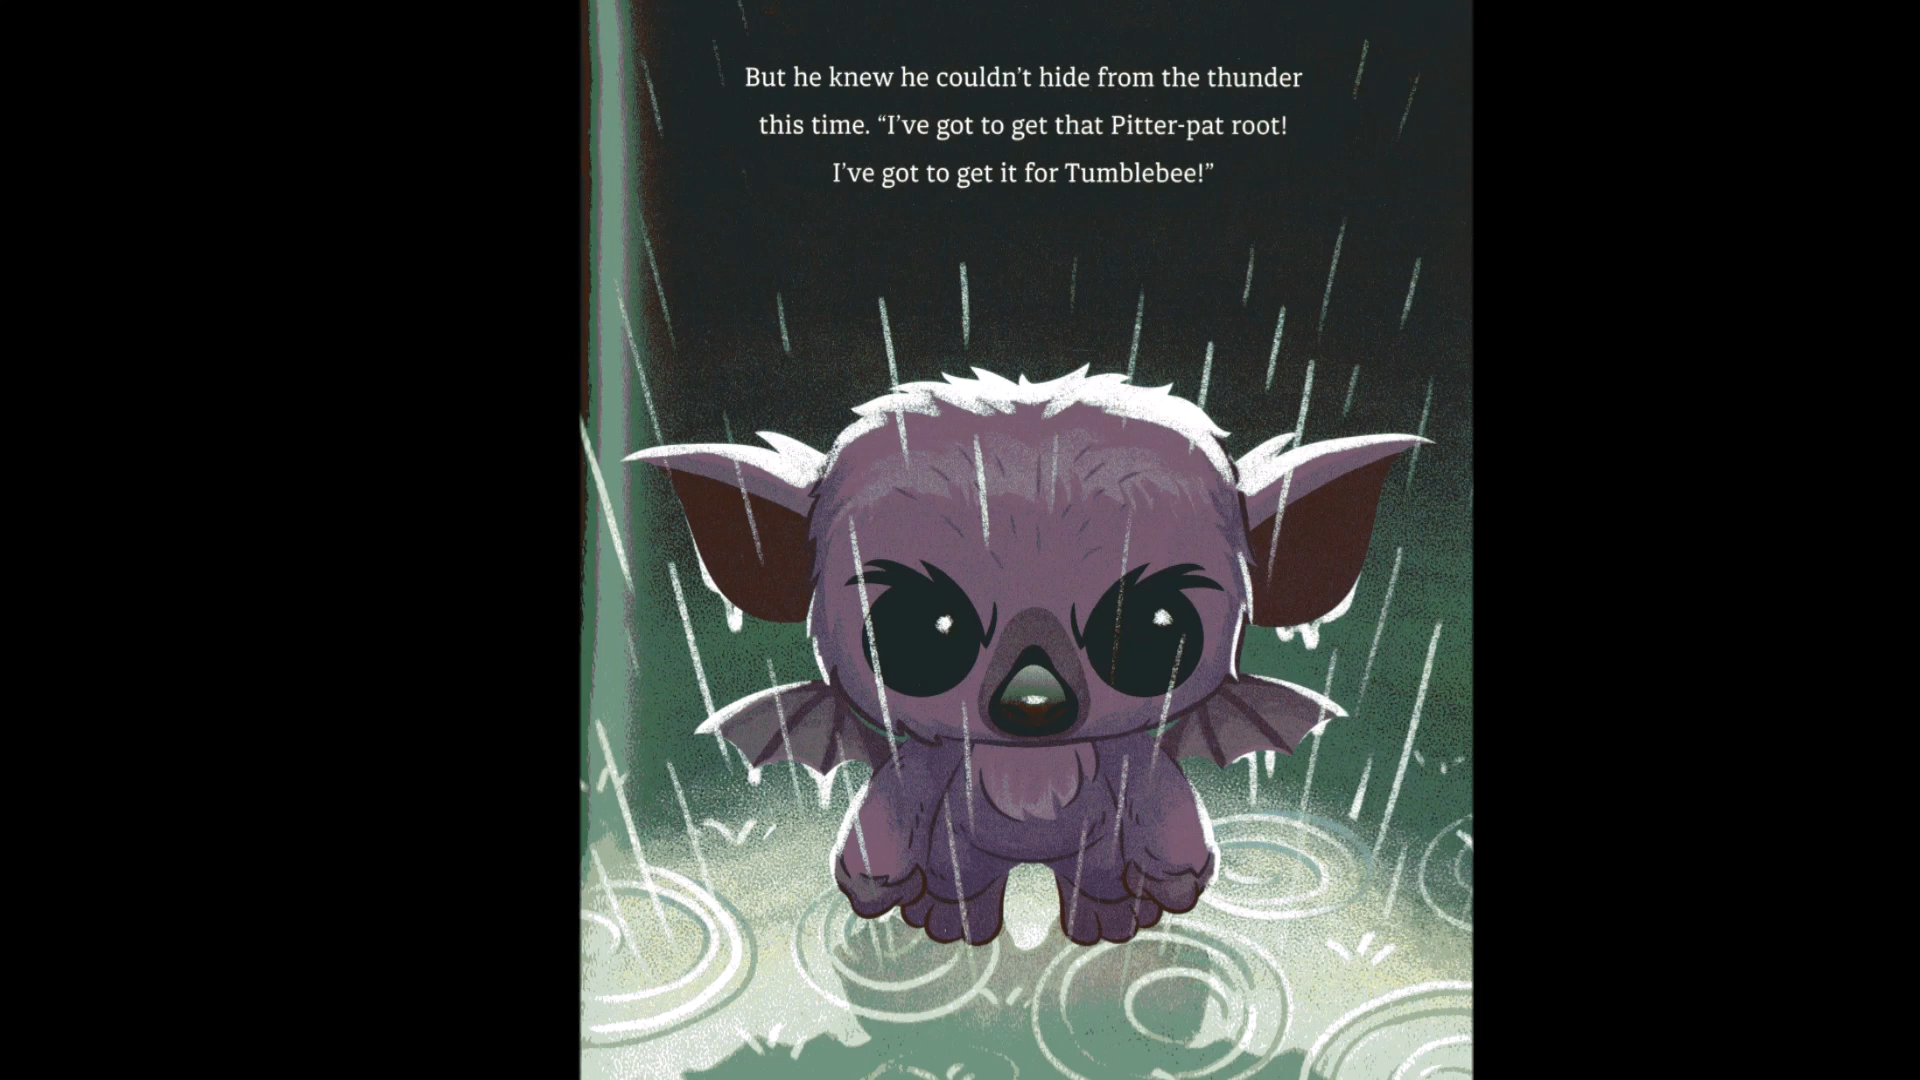 But he knew he couldn’t hide from the thunder
this time. “I’ve got to get that Pitter-pat root!
I’ve got to get it for Tumblebee!”